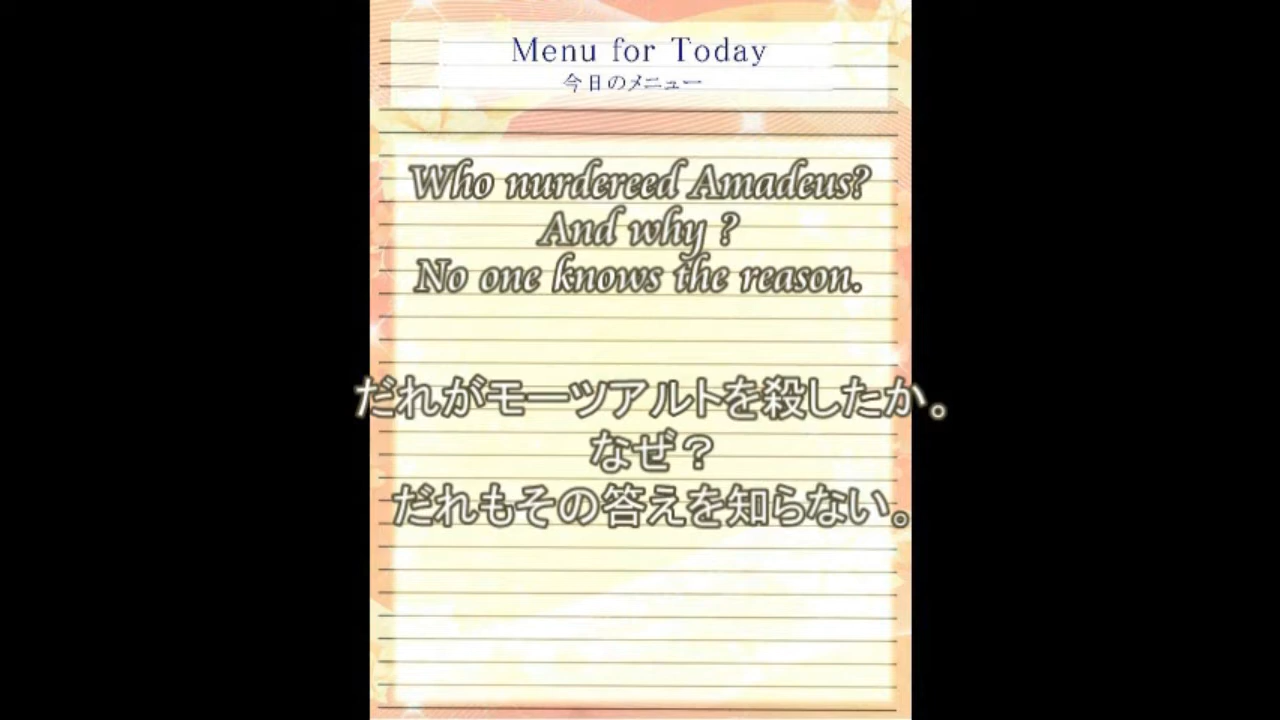 Menu for Today
今日のメニュー
Who nurdereed Amadeus?
And why ?
No one knows the reason.
だれがモーツアルトを殺したか。
なぜ？
だれもその答えを知らない。